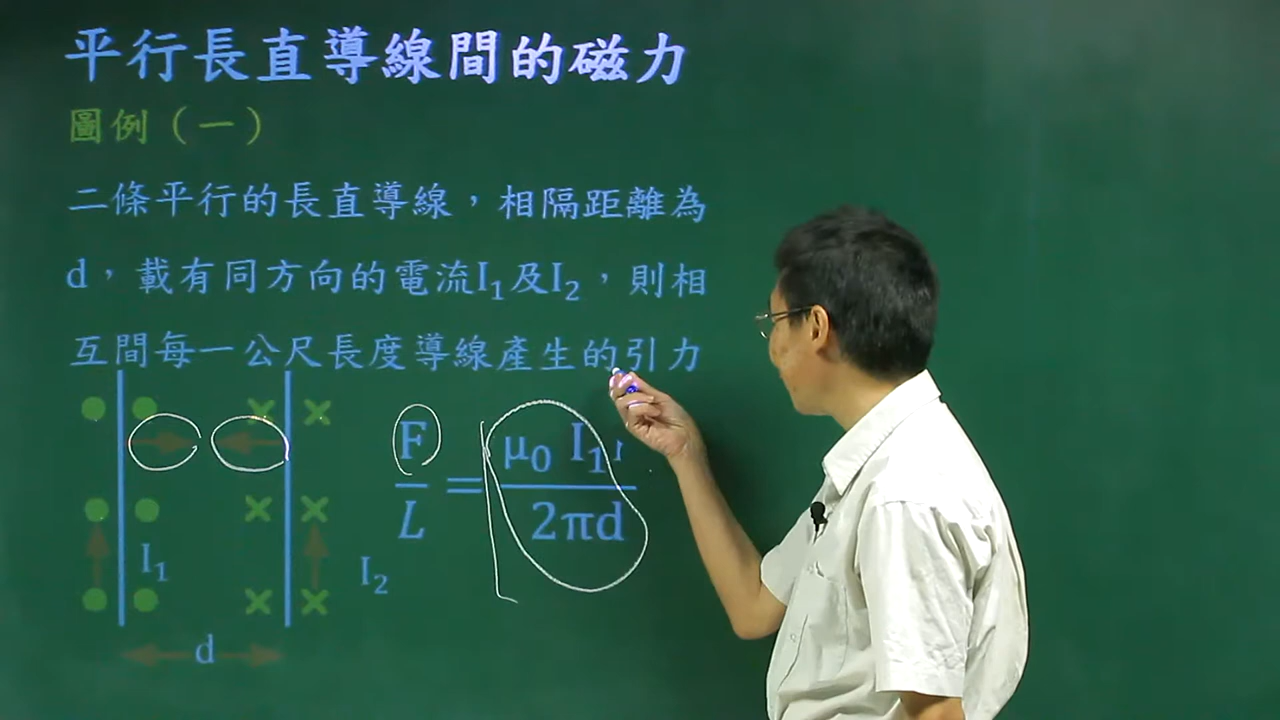 平行長直導線間的磁力
圖例（一）
二條平行的長直導線，相隔距離為
d，載有同方向的電流I₁及I₂，則相
互間每一公尺長度導線產生的引力
F/L = μ₀ I₁/2πd
I₁
I₂
d